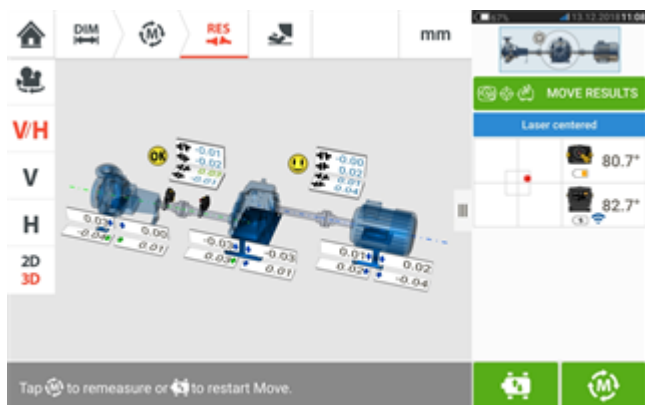 DIM
RES
mm
67%
13.12.2018 11:08
MOVE RESULTS
Laser centered
80.7°
82.7°
V/H
V
H
2D
3D
OK
-0.01
-0.02
-0.01
-0.00
0.02
0.01
0.04
0.03
0.00
-0.04
0.01
-0.03
-0.03
0.03
0.01
0.01
0.02
0.02
-0.04
Tap M to remeasure or to restart Move.
M